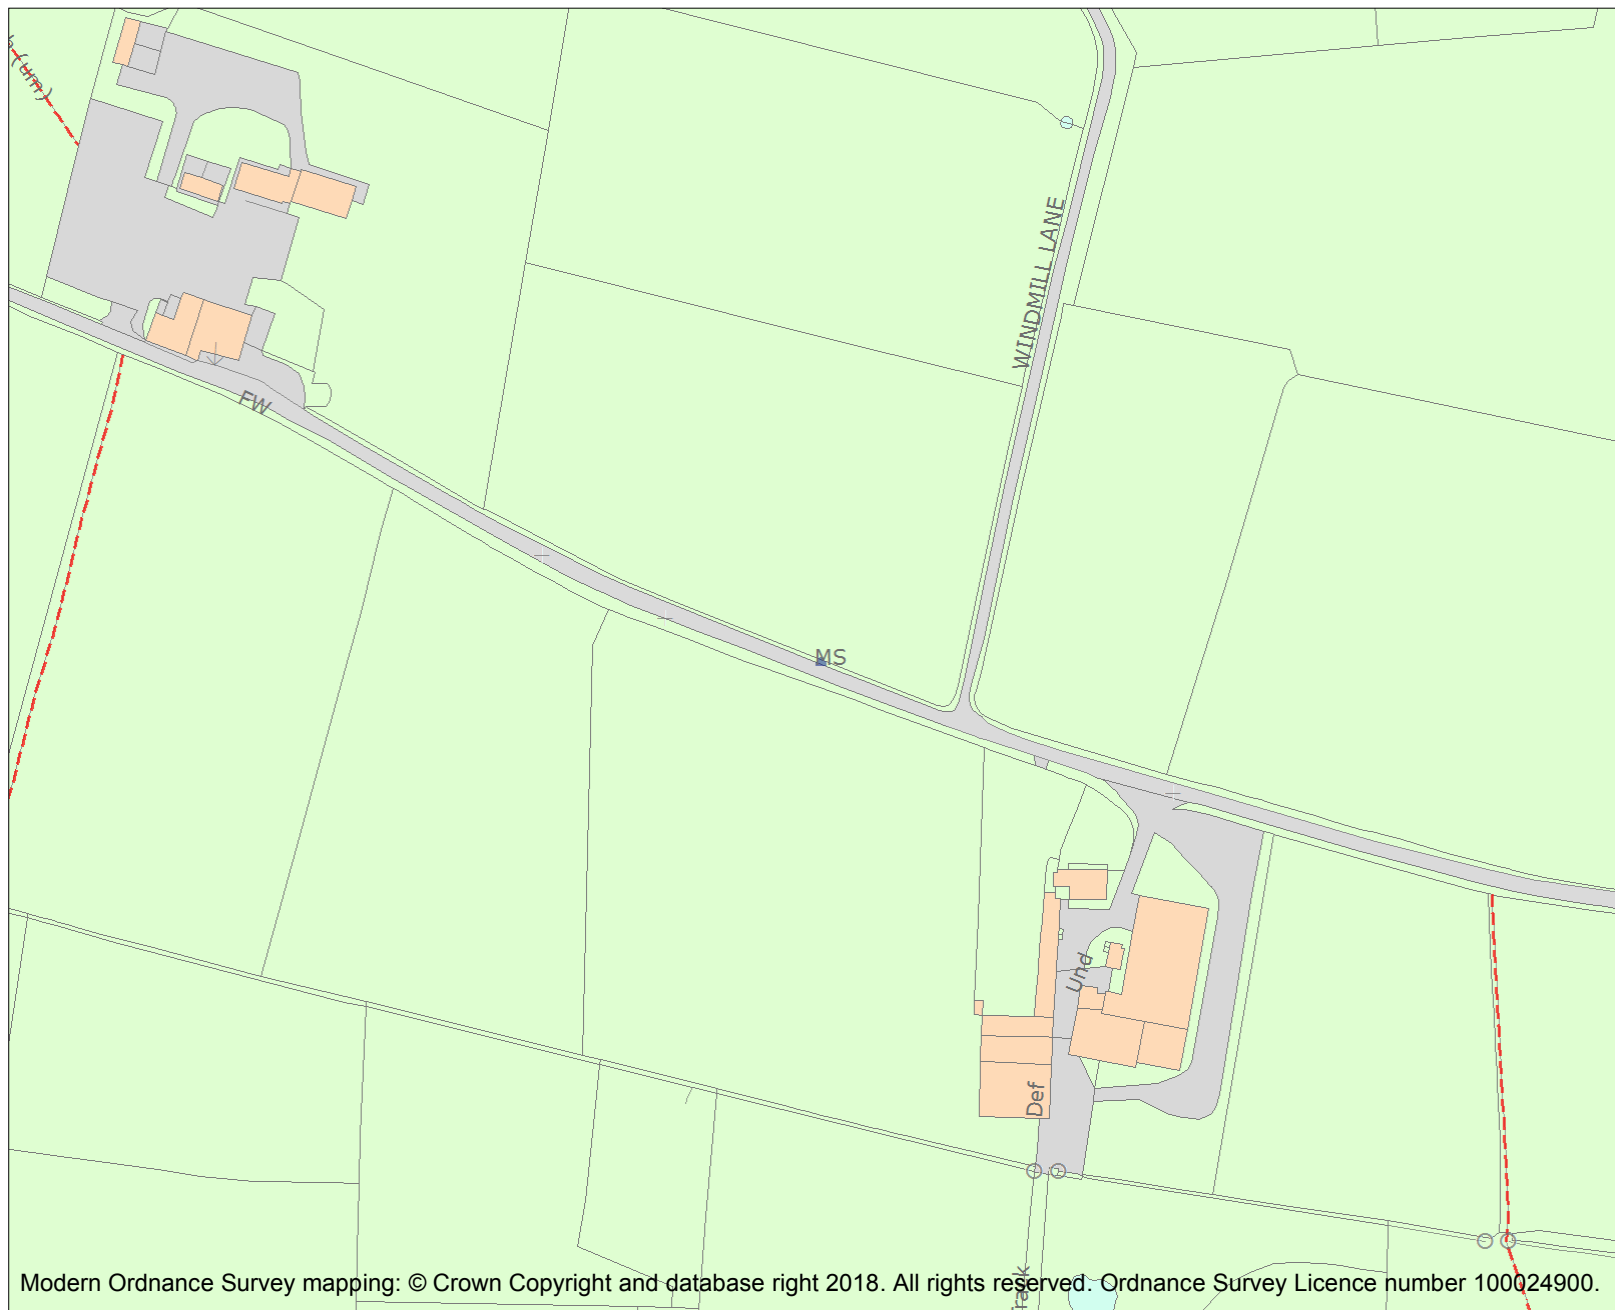 (um)
WINDMILL LANE
FW
MS
Und
Def
Modern Ordnance Survey mapping: © Crown Copyright and database right 2018. All rights reserved. Ordnance Survey Licence number 100024900.